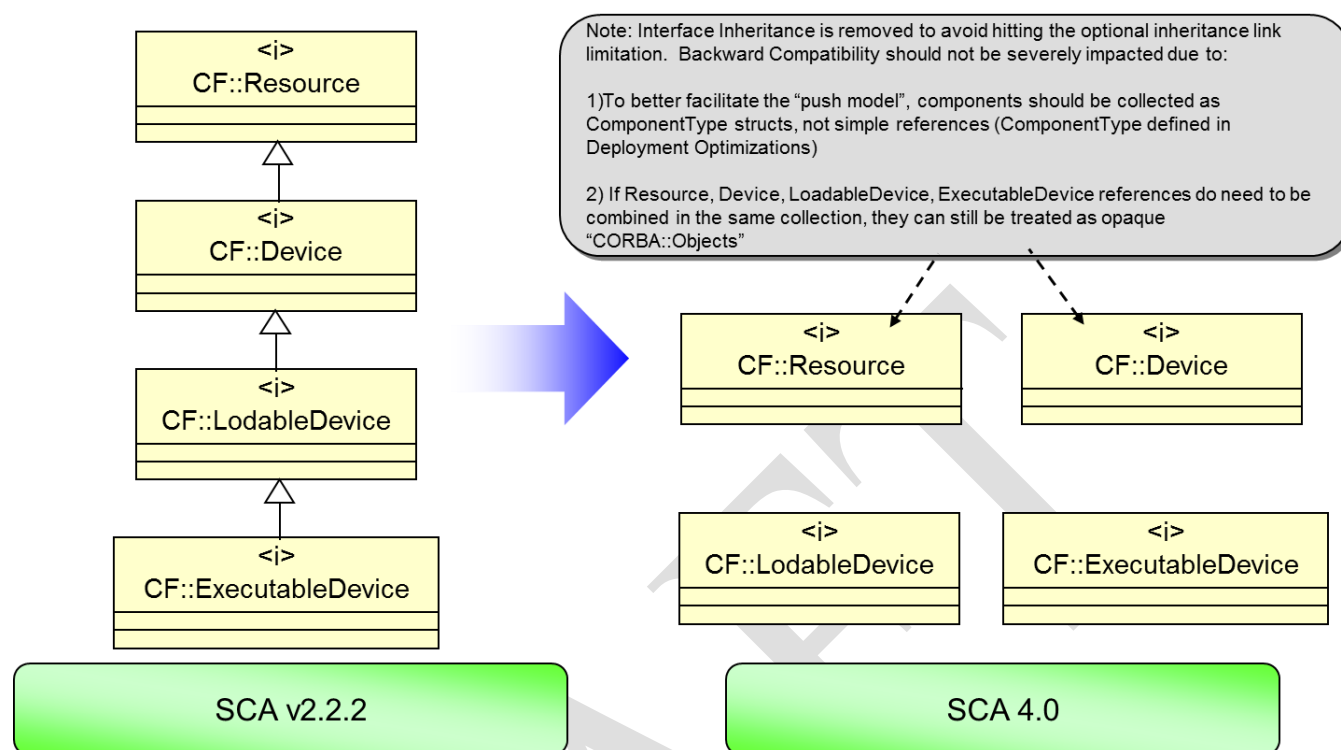 <i>
CF::Resource
<i>
CF::Device
<i>
CF::LodableDevice
<i>
CF::ExecutableDevice
SCA v2.2.2
Note: Interface Inheritance is removed to avoid hitting the optional inheritance link
limitation.  Backward Compatibility should not be severely impacted due to:
1)To better facilitate the “push model”, components should be collected as
ComponentType structs, not simple references (ComponentType defined in
Deployment Optimizations)
2) If Resource, Device, LoadableDevice, ExecutableDevice references do need to be
combined in the same collection, they can still be treated as opaque
“CORBA::Objects”
<i>
CF::Resource
<i>
CF::Device
<i>
CF::LodableDevice
<i>
CF::ExecutableDevice
SCA 4.0